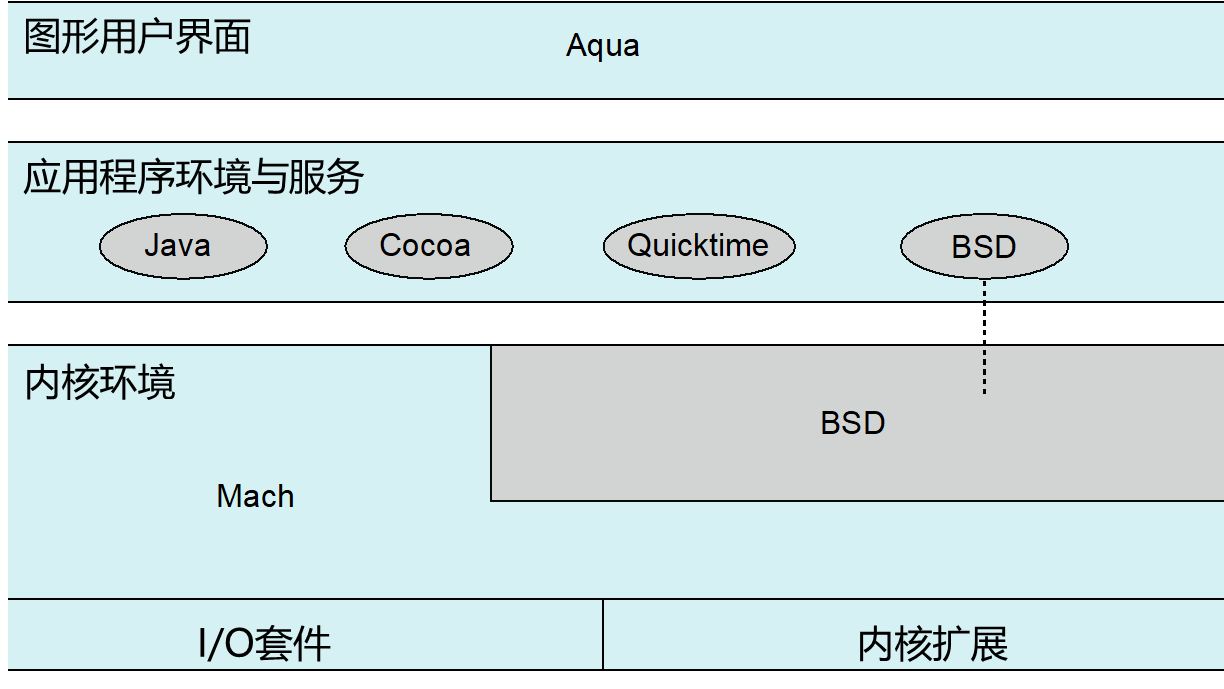 图形用户界面
Aqua
应用程序环境与服务
Java
Cocoa
Quicktime
BSD
内核环境
BSD
Mach
I/O套件
内核扩展